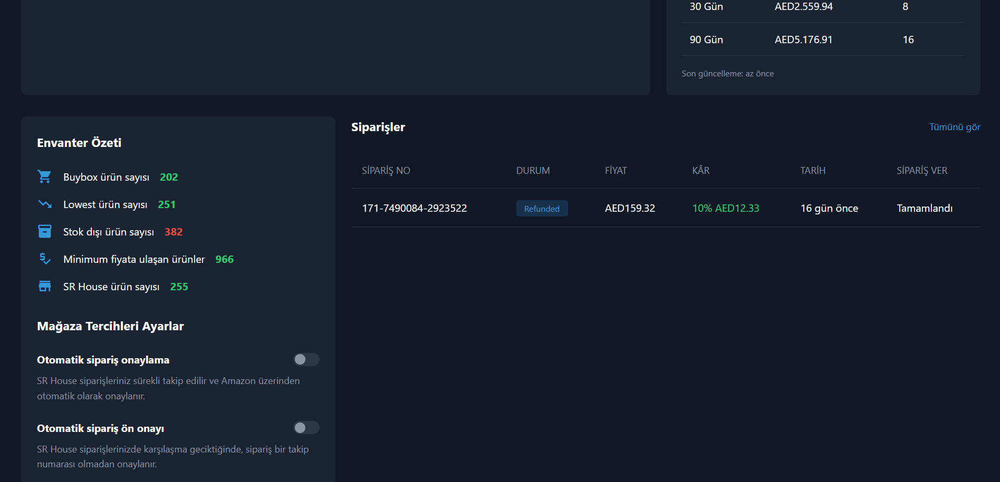 30 Gün AED2.559.94 8
90 Gün AED5.176.91 16
Son güncelleme: az önce
Envanter Özeti
Buybox ürün sayısı 202
Lowest ürün sayısı 251
Stok dışı ürün sayısı 382
Minimum fiyata ulaşan ürünler 966
SR House ürün sayısı 255
Mağaza Tercihleri Ayarlar
Otomatik sipariş onaylama
SR House siparişleriniz sürekli takip edilir ve Amazon üzerinden
otomatik olarak onaylanır.
Otomatik sipariş ön onayı
SR House siparişlerinizde karşılaşma geciktiğinde, sipariş bir takip
numarası olmadan onaylanır.
Siparişler
Tümünü gör
SİPARİŞ NO DURUM FİYAT KÂR TARİH SİPARİŞ VER
171-7490084-2923522 Refunded AED159.32 10% AED12.33 16 gün önce Tamamlandı